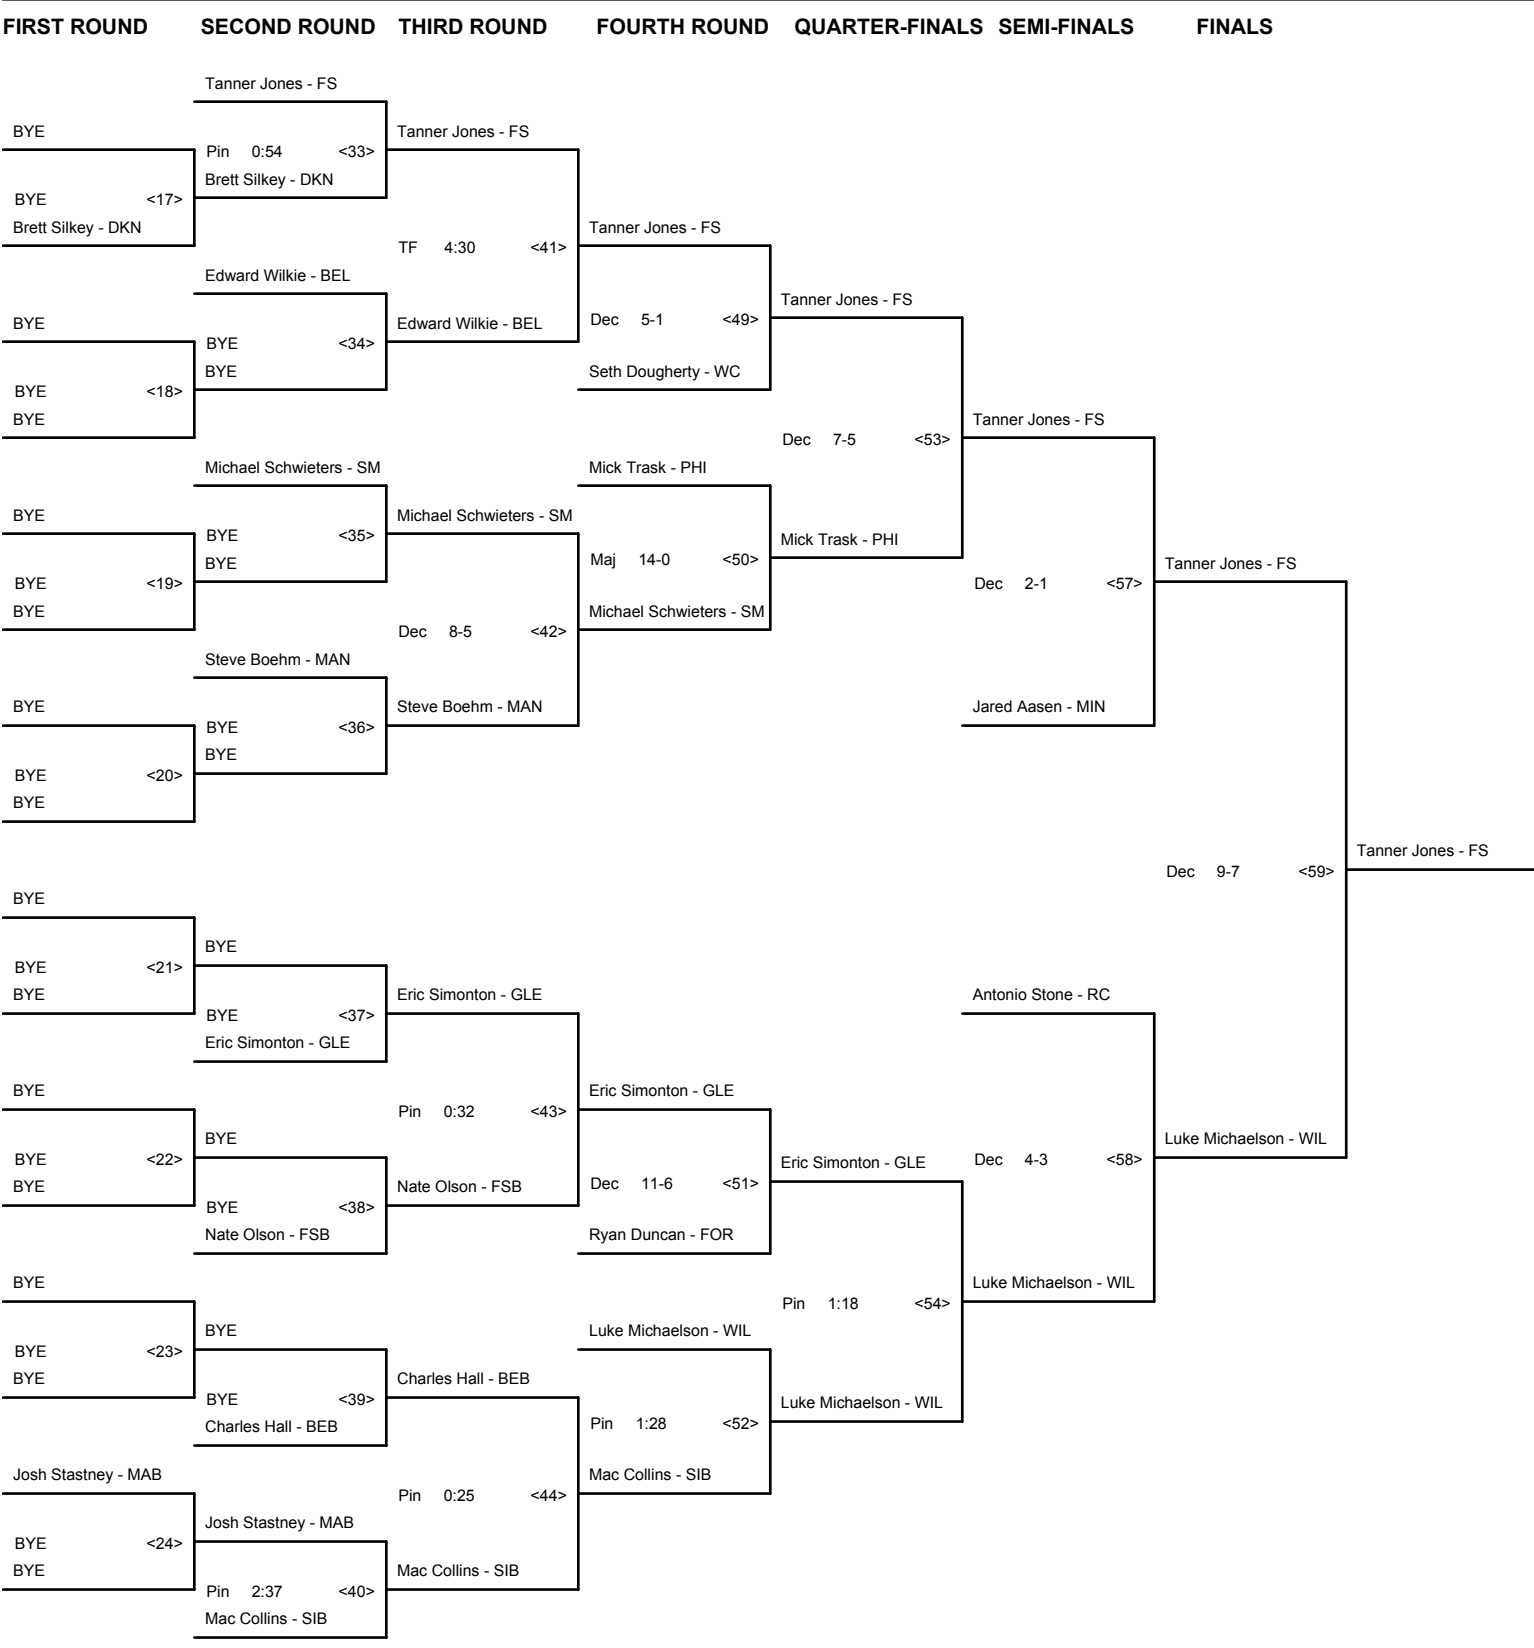 FIRST ROUND SECOND ROUND THIRD ROUND FOURTH ROUND QUARTER-FINALS SEMI-FINALS FINALS
Tanner Jones - FS
BYE Tanner Jones - FS
Pin 0:54 <33>
Brett Silkey - DKN
BYE <17>
Brett Silkey - DKN Tanner Jones - FS
TF 4:30 <41>
Edward Wilkie - BEL
Tanner Jones - FS
BYE Edward Wilkie - BEL Dec 5-1 <49>
BYE <34>
BYE Seth Dougherty - WC
BYE <18>
BYE Tanner Jones - FS
Dec 7-5 <53>
Michael Schwieters - SM Mick Trask - PHI
BYE Michael Schwieters - SM
BYE <35> Mick Trask - PHI
BYE Maj 14-0 <50>
Tanner Jones - FS
BYE <19> Dec 2-1 <57>
BYE Michael Schwieters - SM
Dec 8-5 <42>
Steve Boehm - MAN
BYE Steve Boehm - MAN Jared Aasen - MIN
BYE <36>
BYE
BYE <20>
BYE
Tanner Jones - FS
Dec 9-7 <59>
BYE
BYE
BYE <21>
BYE Eric Simonton - GLE Antonio Stone - RC
BYE <37>
Eric Simonton - GLE
BYE Eric Simonton - GLE
Pin 0:32 <43>
BYE Luke Michaelson - WIL
BYE <22> Eric Simonton - GLE Dec 4-3 <58>
BYE Nate Olson - FSB Dec 11-6 <51>
BYE <38>
Nate Olson - FSB Ryan Duncan - FOR
BYE Luke Michaelson - WIL
Pin 1:18 <54>
BYE Luke Michaelson - WIL
BYE <23>
BYE Charles Hall - BEB
BYE <39> Luke Michaelson - WIL
Charles Hall - BEB Pin 1:28 <52>
Josh Stastney - MAB Mac Collins - SIB
Pin 0:25 <44>
Josh Stastney - MAB
BYE <24>
BYE Mac Collins - SIB
Pin 2:37 <40>
Mac Collins - SIB